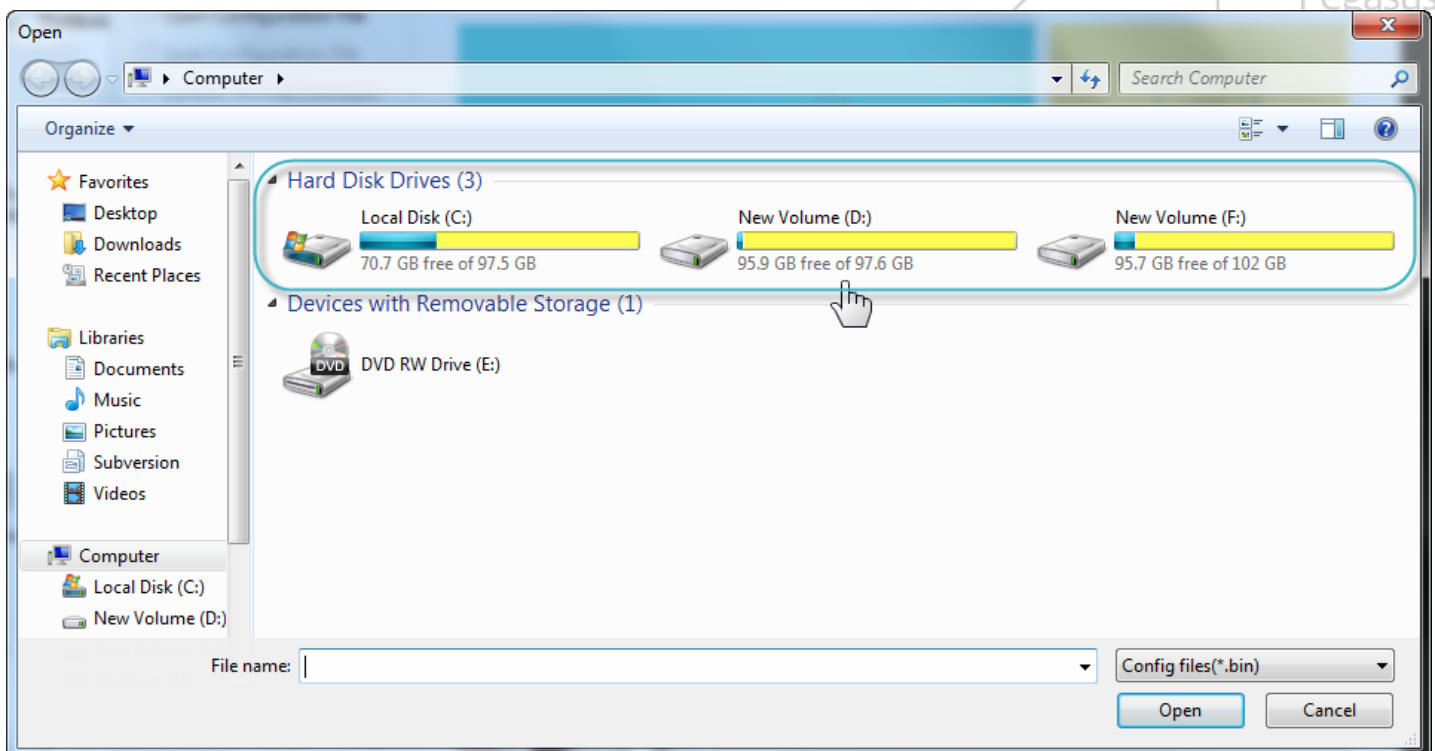 Pegasus
Open
Computer
Search Computer
Organize
Favorites
Desktop
Downloads
Recent Places
Libraries
Documents
Music
Pictures
Subversion
Videos
Computer
Local Disk (C:)
New Volume (D:)
Hard Disk Drives (3)
Local Disk (C:)
70.7 GB free of 97.5 GB
New Volume (D:)
95.9 GB free of 97.6 GB
New Volume (F:)
95.7 GB free of 102 GB
Devices with Removable Storage (1)
DVD
DVD RW Drive (E:)
File name:
Config files(*.bin)
Open
Cancel